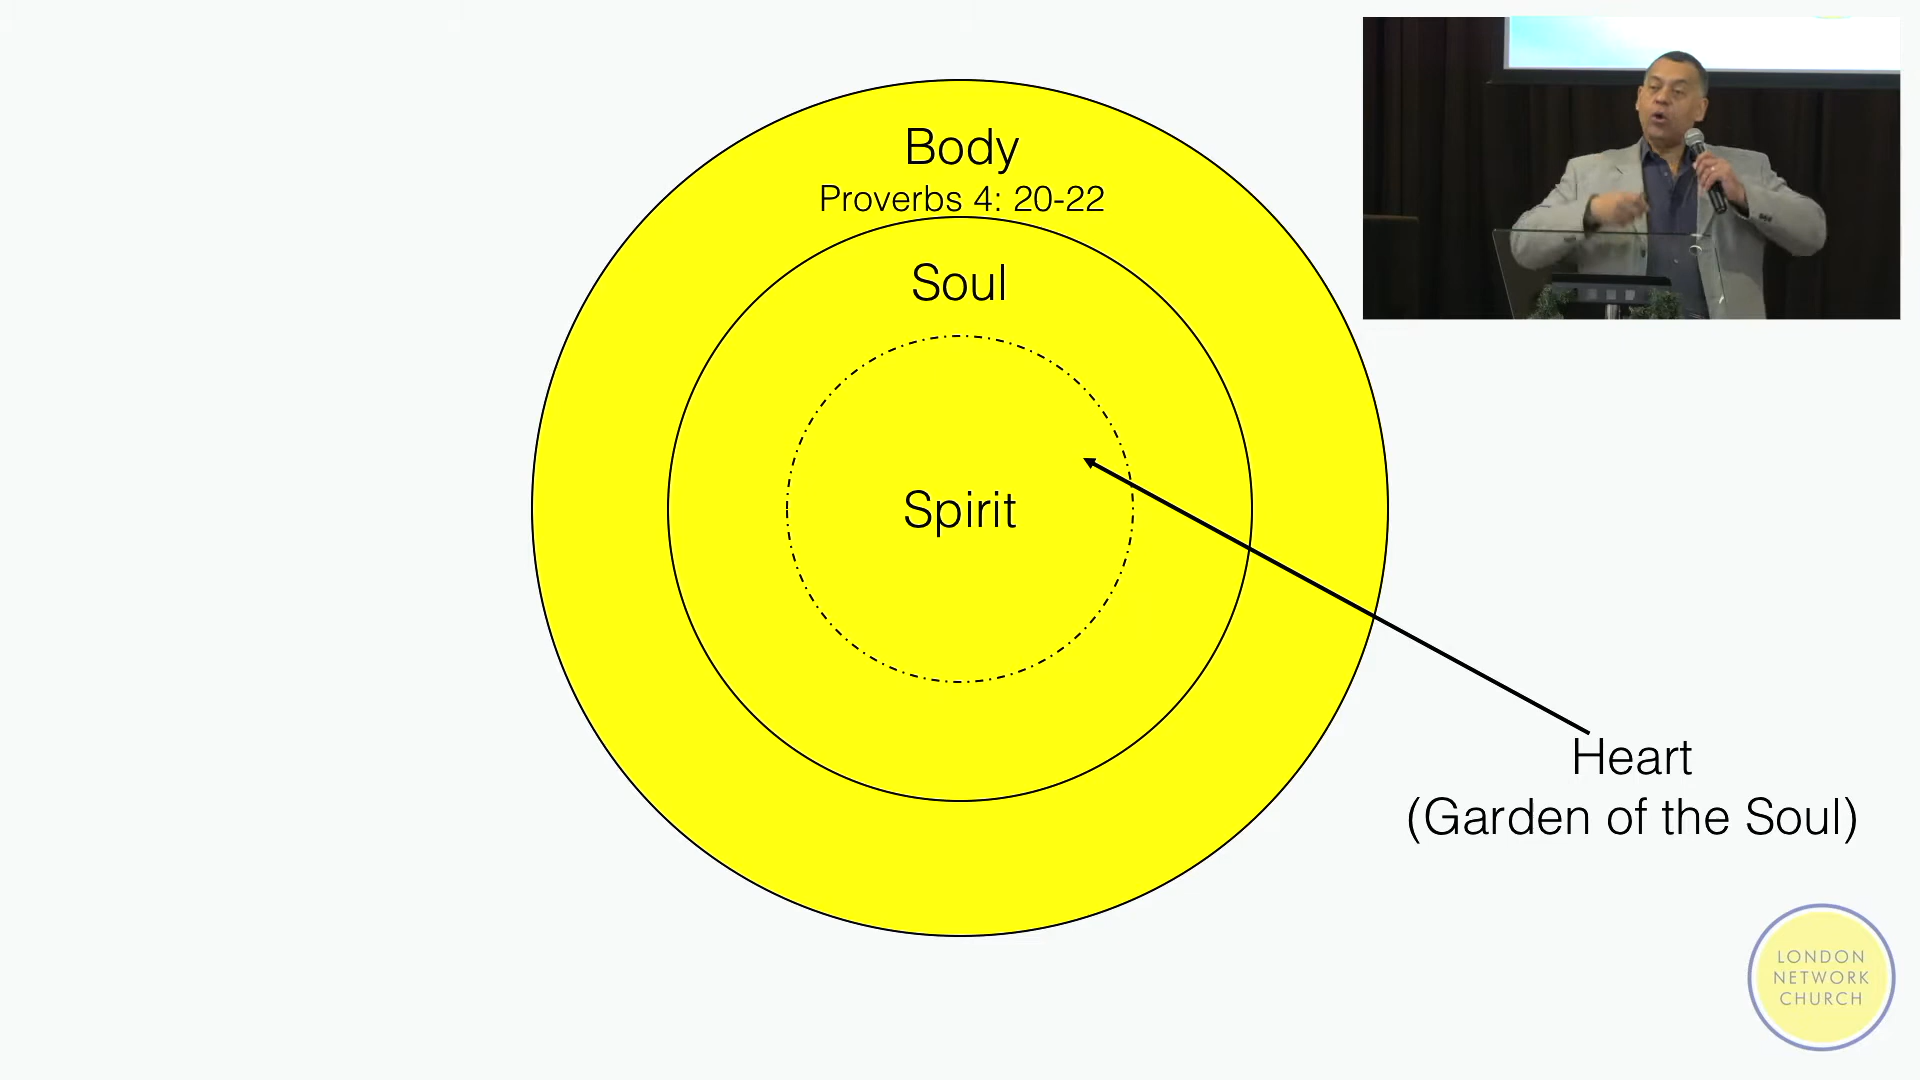 Body
Proverbs 4: 20-22
Soul
Spirit
Heart
(Garden of the Soul)
LONDON
NETWORK
CHURCH